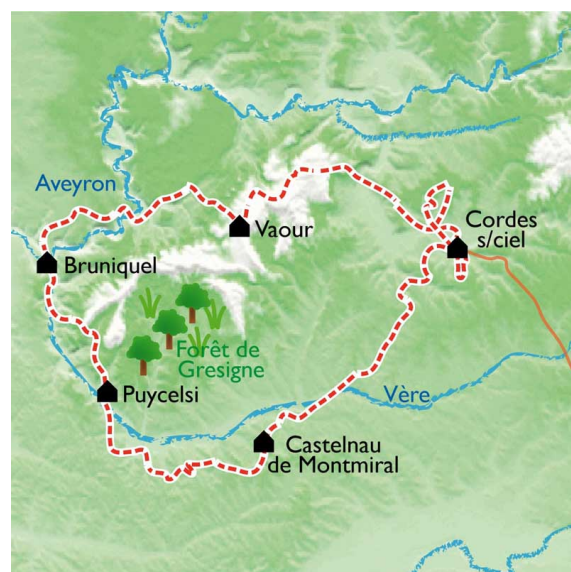 Aveyron
Vaour
Cordes
s/ciel
Bruniquel
Forêt de
Gresigne
Puycelsi
Vère
Castelnau
de Montmiral